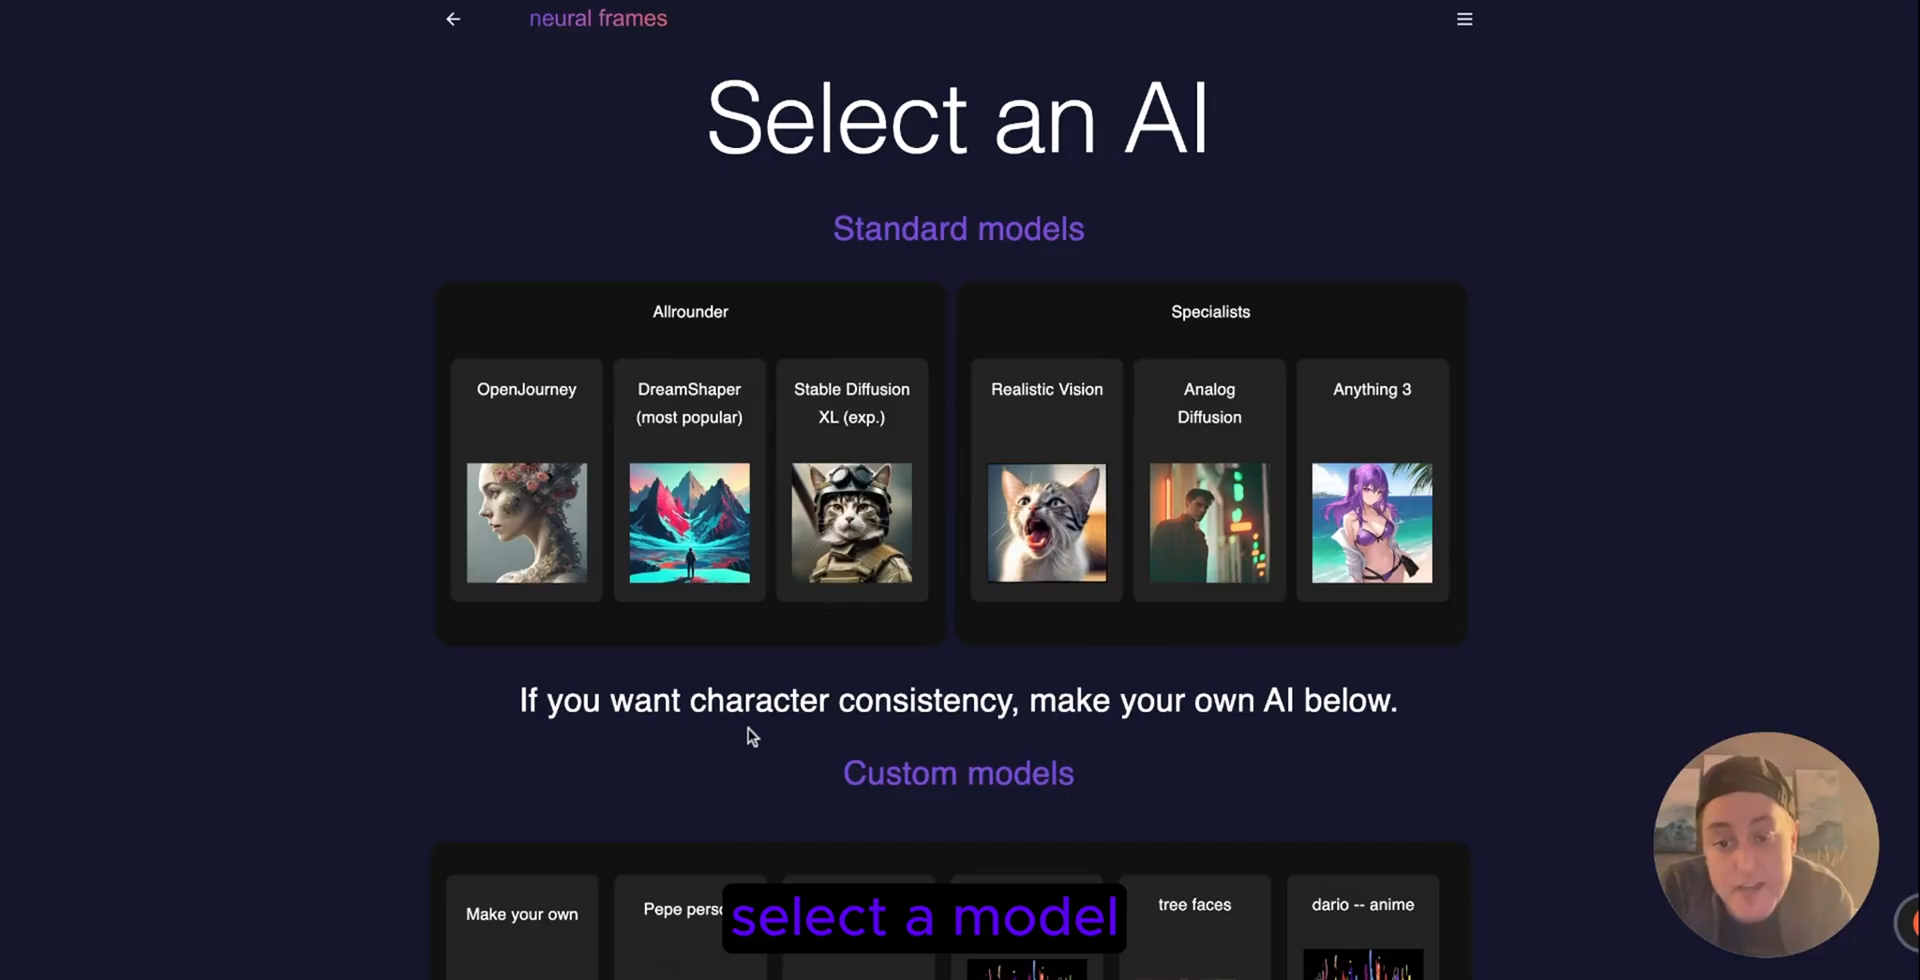 neural frames
Select an AI
Standard models
Allrounder
OpenJourney
DreamShaper
(most popular)
Stable Diffusion
XL (exp.)
Specialists
Realistic Vision
Analog
Diffusion
Anything 3
If you want character consistency, make your own AI below.
Custom models
Make your own
Pepe
tree faces
dario -- anime
select a model